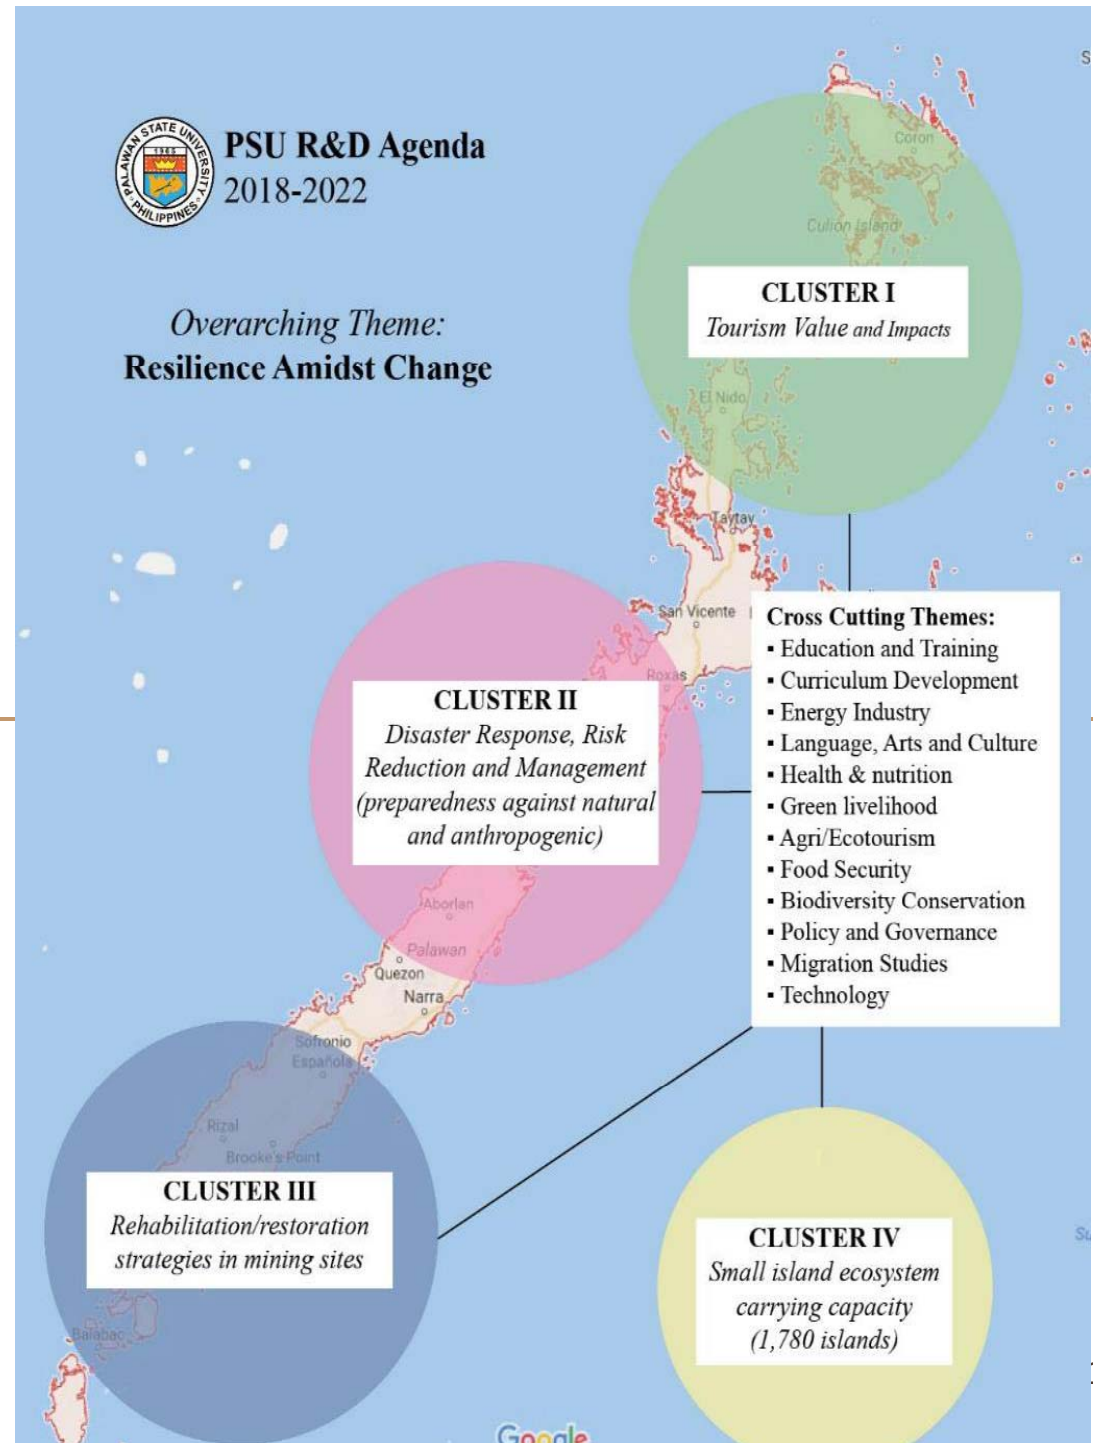 PALAWAN STATE UNIVERSITY
1965
PHILIPPINES
PSU R&D Agenda
2018-2022
Overarching Theme:
Resilience Amidst Change
Coron
Culion Island
CLUSTER I
Tourism Value and Impacts
El Nido
Taytay
San Vicente
Roxas
CLUSTER II
Disaster Response, Risk
Reduction and Management
(preparedness against natural
and anthropogenic)
Cross Cutting Themes:
▪ Education and Training
▪ Curriculum Development
▪ Energy Industry
▪ Language, Arts and Culture
▪ Health & nutrition
▪ Green livelihood
▪ Agri/Ecotourism
▪ Food Security
▪ Biodiversity Conservation
▪ Policy and Governance
▪ Migration Studies
▪ Technology
Aborlan
Palawan
Quezon
Narra
Sofronio
Española
Rizal
Brooke's Point
CLUSTER III
Rehabilitation/restoration
strategies in mining sites
Balabac
CLUSTER IV
Small island ecosystem
carrying capacity
(1,780 islands)
Google